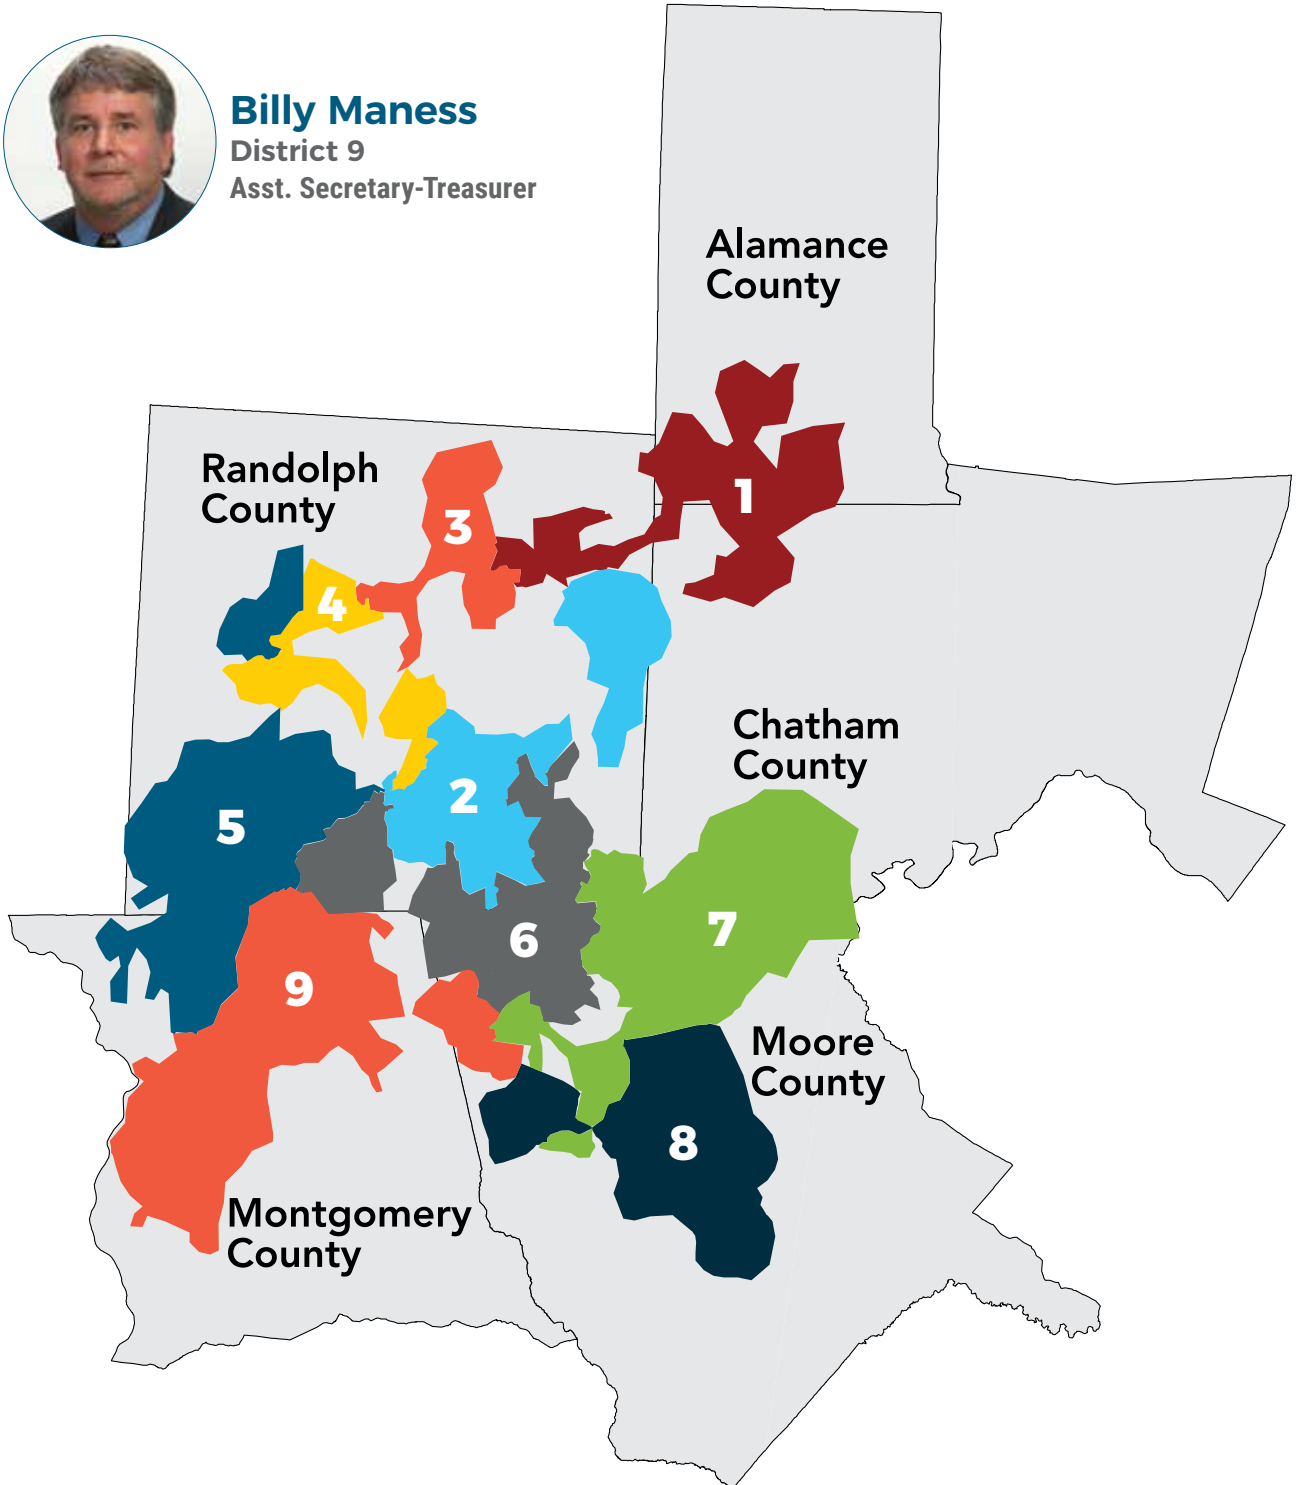 Billy Maness
District 9
Asst. Secretary-Treasurer
Alamance
County
Randolph
County
1
3
4
Chatham
County
2
5
7
6
9
Moore
County
8
Montgomery
County